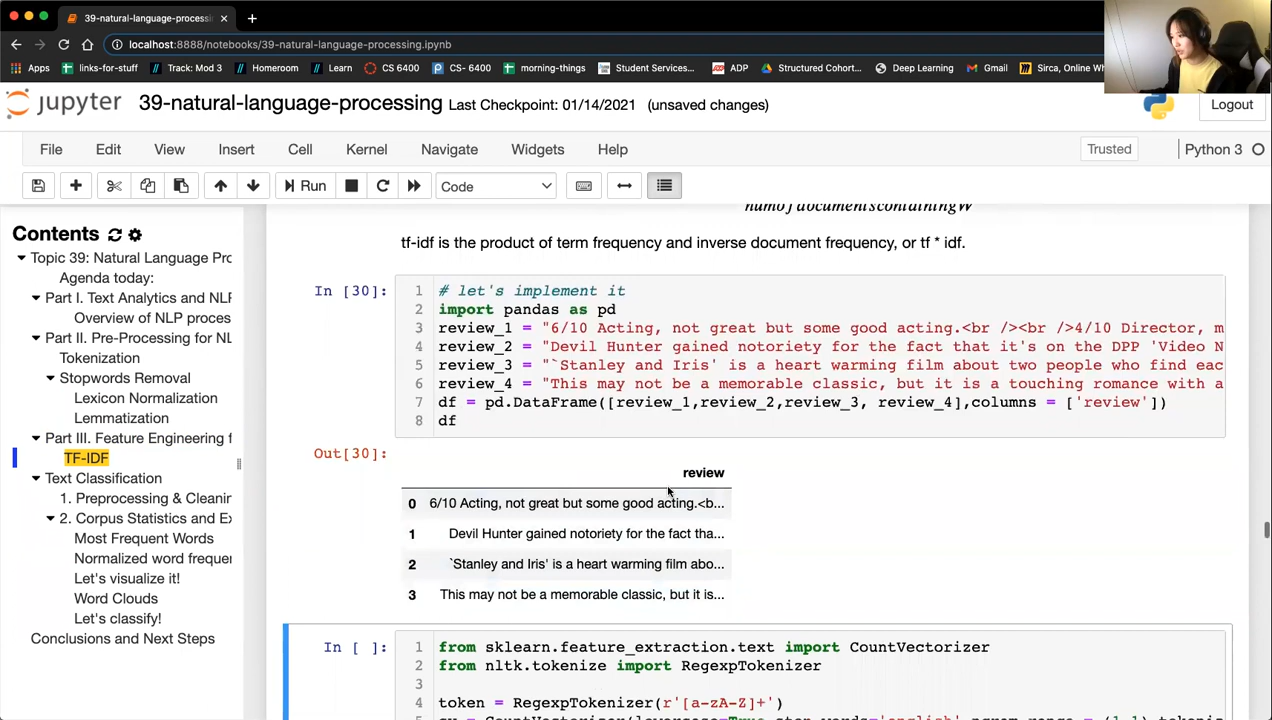 39-natural-language-processi
localhost:8888/notebooks/39-natural-language-processing.ipynb
Apps links-for-stuff Track: Mod 3 Homeroom Learn CS 6400 CS- 6400 morning-things Student Services... ADP Structured Cohort... Deep Learning Gmail Sirca, Online Wh
jupyter 39-natural-language-processing Last Checkpoint: 01/14/2021 (unsaved changes) Logout
File Edit View Insert Cell Kernel Navigate Widgets Help Trusted Python 3
Run Code
Contents
Topic 39: Natural Language Prc
Agenda today:
Part I. Text Analytics and NLF
Overview of NLP proces
Part II. Pre-Processing for NL
Tokenization
Stopwords Removal
Lexicon Normalization
Lemmatization
Part III. Feature Engineering f
TF-IDF
Text Classification
1. Preprocessing & Cleanir
2. Corpus Statistics and Ex
Most Frequent Words
Normalized word frequer
Let's visualize it!
Word Clouds
Let's classify!
Conclusions and Next Steps
numofdocumentscontainingW
tf-idf is the product of term frequency and inverse document frequency, or tf * idf.
In [30]:
1 # let's implement it
2 import pandas as pd
3 review_1 = "6/10 Acting, not great but some good acting.<br /><br />4/10 Director, m
4 review_2 = "Devil Hunter gained notoriety for the fact that it's on the DPP 'Video N
5 review_3 = "`Stanley and Iris' is a heart warming film about two people who find eac
6 review_4 = "This may not be a memorable classic, but it is a touching romance with a
7 df = pd.DataFrame([review_1,review_2,review_3, review_4],columns = ['review'])
8 df
Out[30]:
review
0 6/10 Acting, not great but some good acting.<b...
1 Devil Hunter gained notoriety for the fact tha...
2 `Stanley and Iris' is a heart warming film abo...
3 This may not be a memorable classic, but it is...
In [ ]:
1 from sklearn.feature_extraction.text import CountVectorizer
2 from nltk.tokenize import RegexpTokenizer
3
4 token = RegexpTokenizer(r'[a-zA-Z]+')